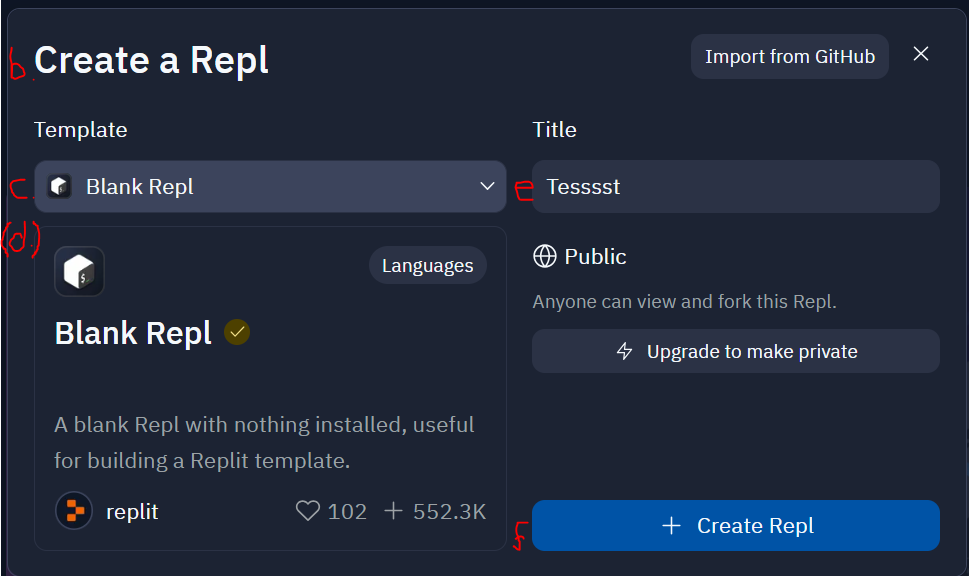 b Create a Repl
Import from GitHub
Template
c Blank Repl
(d)
Languages
Blank Repl
A blank Repl with nothing installed, useful
for building a Replit template.
replit
102
552.3K
Title
e Tesssst
Public
Anyone can view and fork this Repl.
Upgrade to make private
f + Create Repl